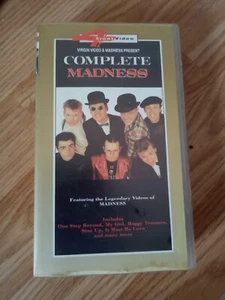 Video
VIRGIN VIDEO & MADNESS PRESENT
COMPLETE
MADNESS
Featuring the Legendary Videos of
MADNESS
Includes
One Step Beyond, My Girl, Baggy Trousers,
Shut Up, It Must Be Love,
and many more